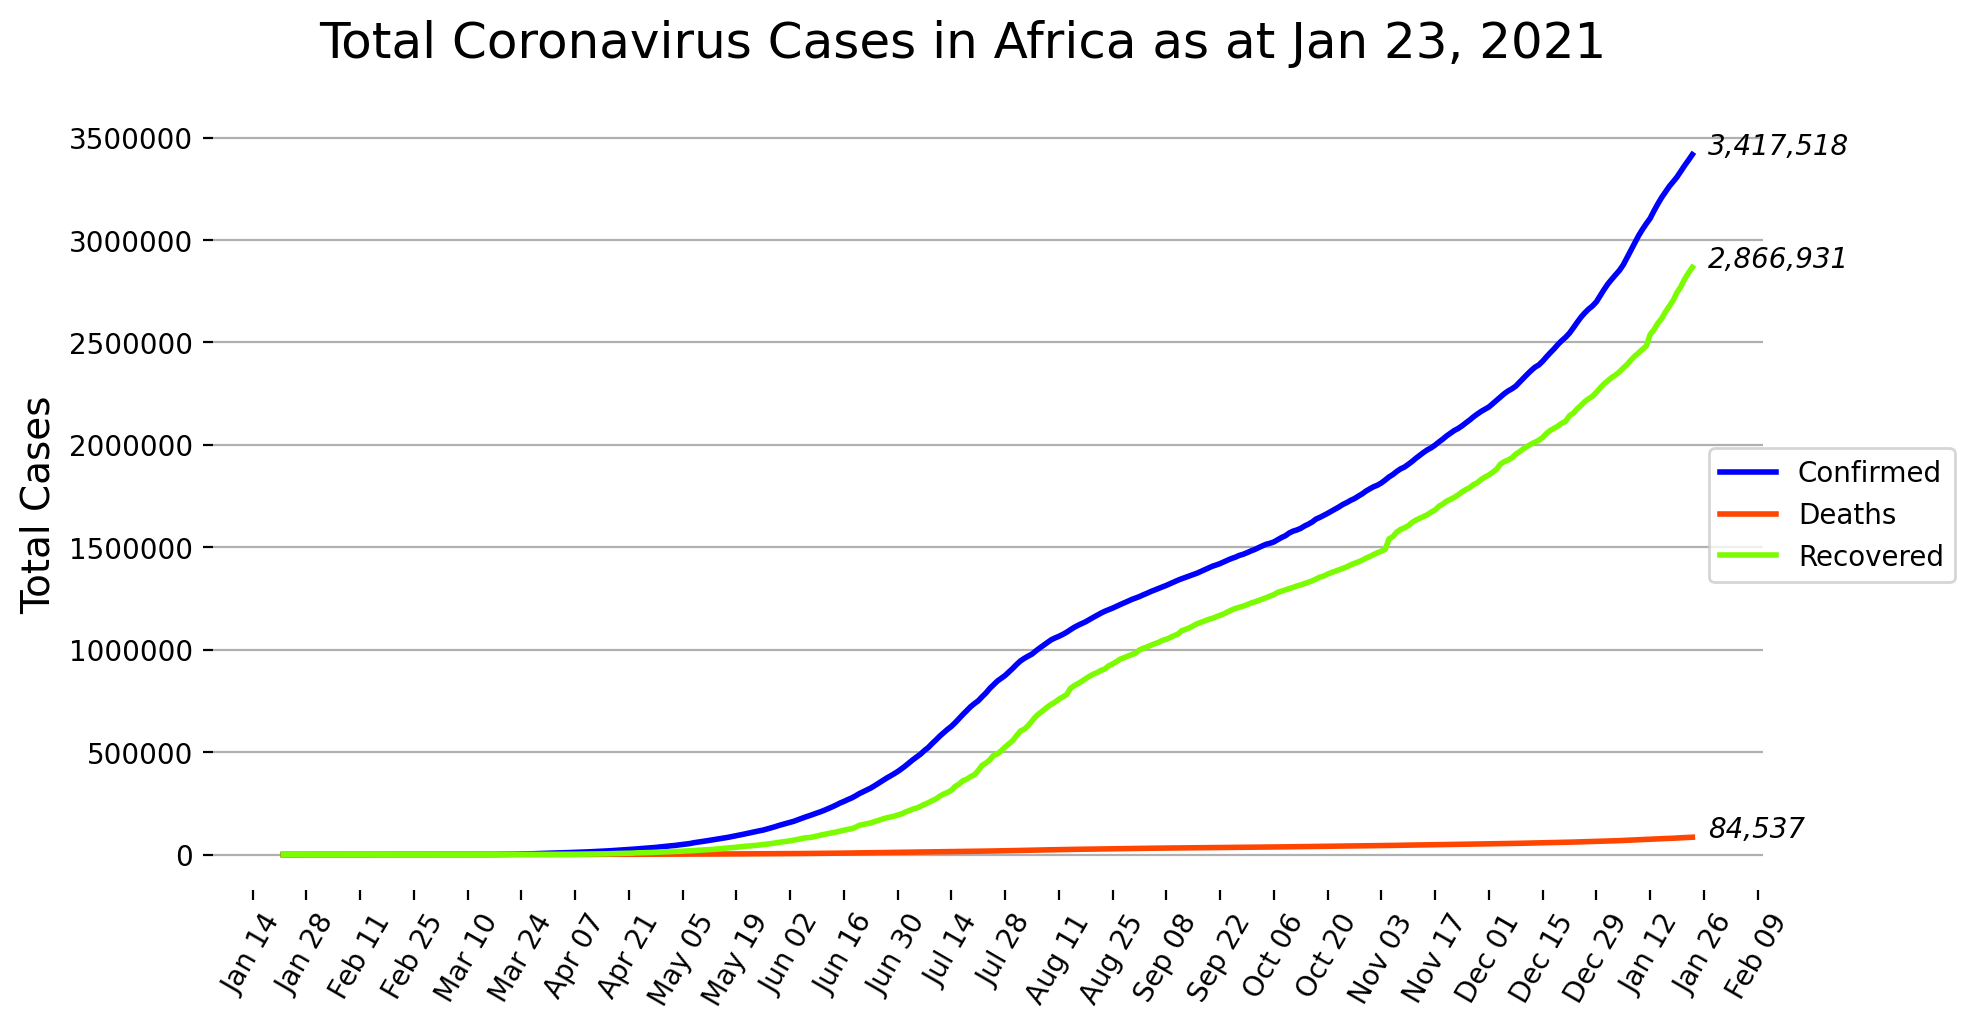 Total Coronavirus Cases in Africa as at Jan 23, 2021
Total Cases
3500000
3000000
2500000
2000000
1500000
1000000
500000
0
3,417,518
2,866,931
84,537
Confirmed
Deaths
Recovered
Jan 14
Jan 28
Feb 11
Feb 25
Mar 10
Mar 24
Apr 07
Apr 21
May 05
May 19
Jun 02
Jun 16
Jun 30
Jul 14
Jul 28
Aug 11
Aug 25
Sep 08
Sep 22
Oct 06
Oct 20
Nov 03
Nov 17
Dec 01
Dec 15
Dec 29
Jan 12
Jan 26
Feb 09